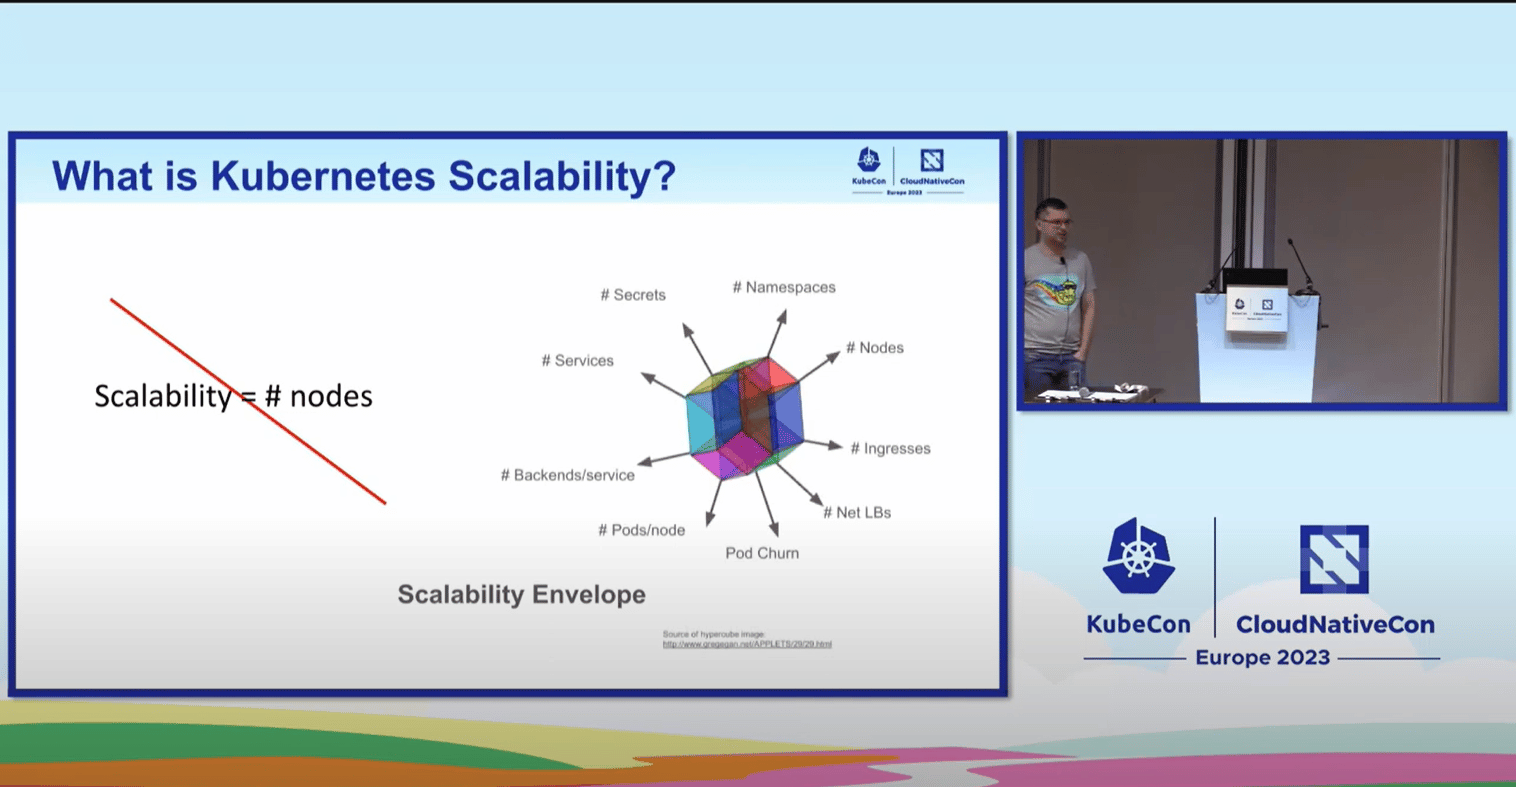 What is Kubernetes Scalability?
KubeCon
CloudNativeCon
Europe 2023
# Secrets
# Namespaces
# Services
# Nodes
Scalability = # nodes
# Ingresses
# Backends/service
# Net LBs
# Pods/node
Pod Churn
Scalability Envelope
Source of hypercube image:
http://www.gregegan.net/APPLETS/29/29.html
KubeCon
CloudNativeCon
Europe 2023